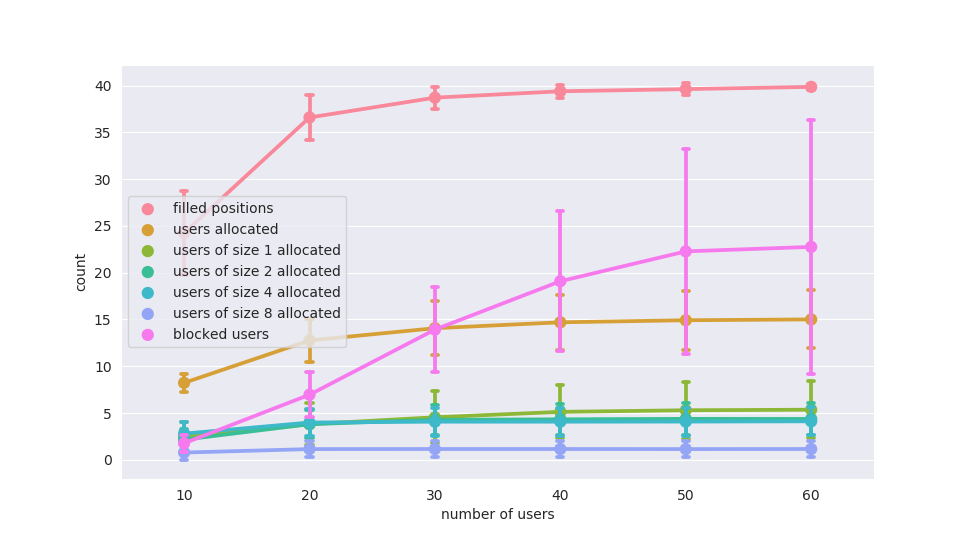 40
35
30
25
20
15
10
5
0
count
filled positions
users allocated
users of size 1 allocated
users of size 2 allocated
users of size 4 allocated
users of size 8 allocated
blocked users
10 20 30 40 50 60
number of users